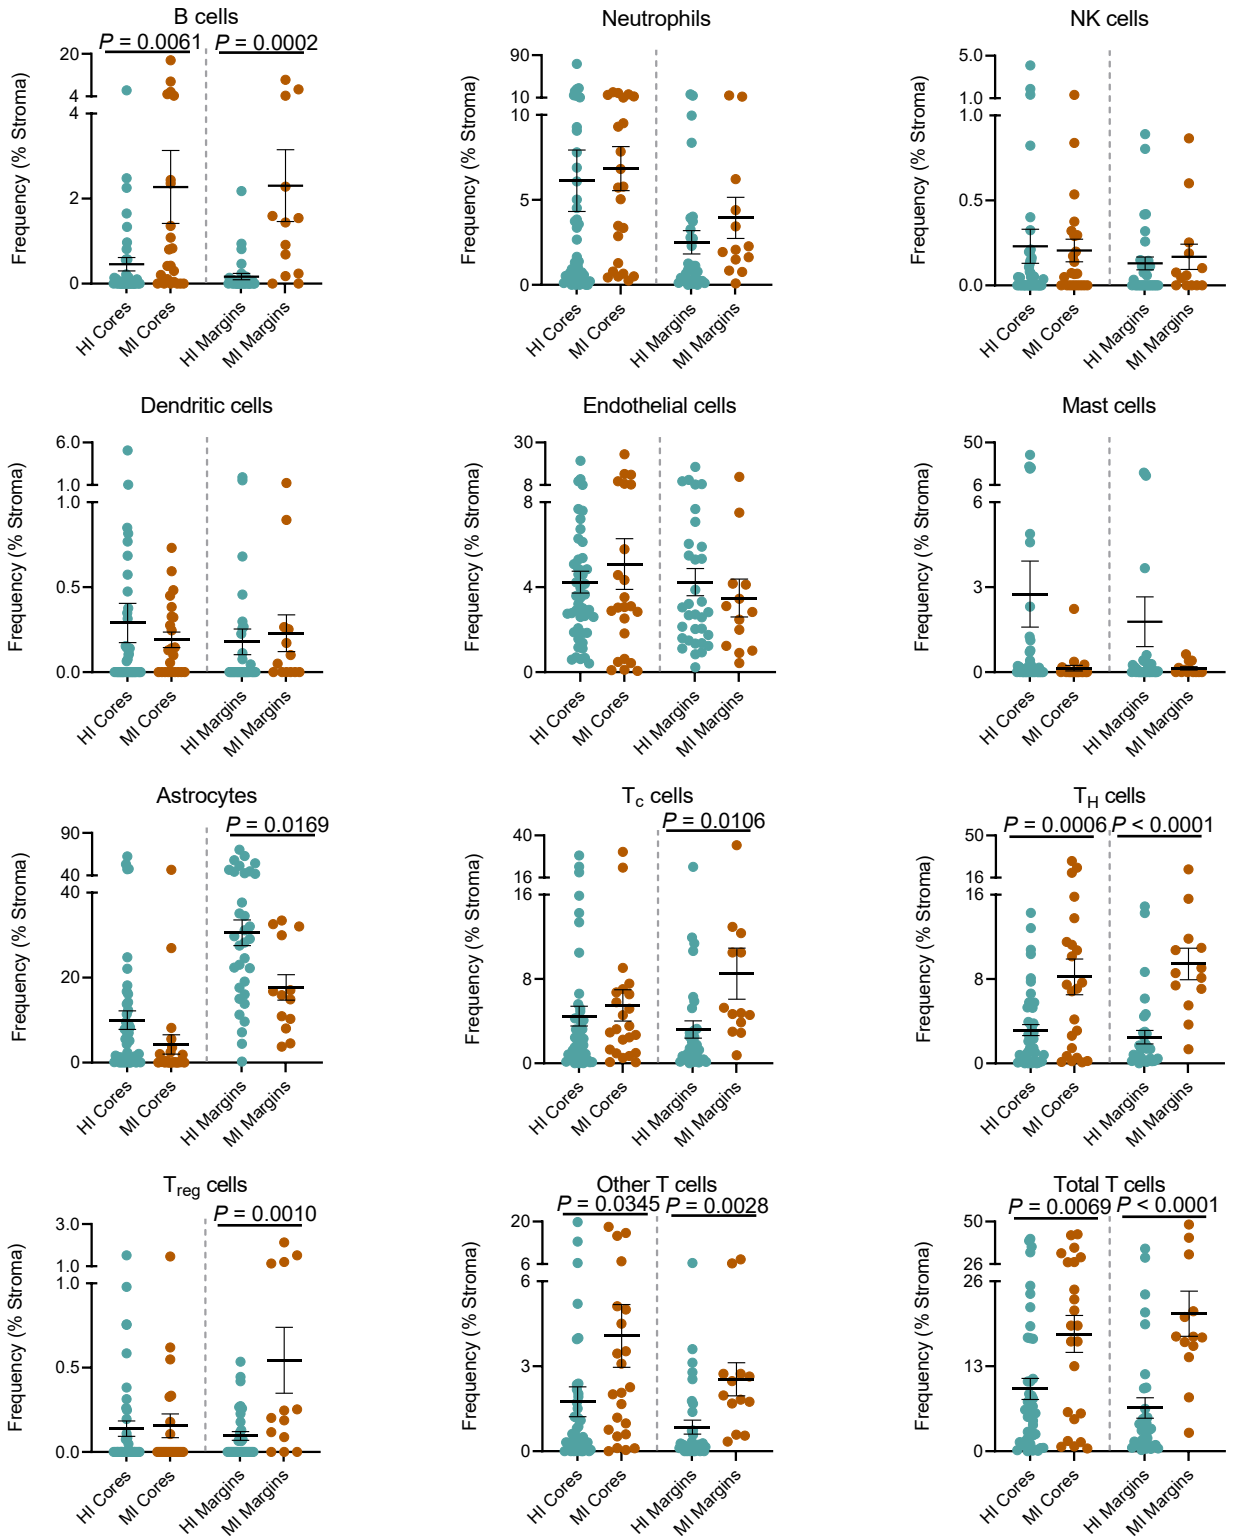 B cells
P = 0.0061 P = 0.0002
20
4
4
2
0
Frequency (% Stroma)
HI Cores
MI Cores
HI Margins
MI Margins
Neutrophils
90
10
10
5
0
Frequency (% Stroma)
HI Cores
MI Cores
HI Margins
MI Margins
NK cells
5.0
1.0
1.0
0.5
0.0
Frequency (% Stroma)
HI Cores
MI Cores
HI Margins
MI Margins
Dendritic cells
6.0
1.0
1.0
0.5
0.0
Frequency (% Stroma)
HI Cores
MI Cores
HI Margins
MI Margins
Endothelial cells
30
8
8
4
0
Frequency (% Stroma)
HI Cores
MI Cores
HI Margins
MI Margins
Mast cells
50
6
6
3
0
Frequency (% Stroma)
HI Cores
MI Cores
HI Margins
MI Margins
Astrocytes
P = 0.0169
90
40
40
20
0
Frequency (% Stroma)
HI Cores
MI Cores
HI Margins
MI Margins
Tc cells
P = 0.0106
40
16
16
8
0
Frequency (% Stroma)
HI Cores
MI Cores
HI Margins
MI Margins
TH cells
P = 0.0006 P < 0.0001
50
16
16
8
0
Frequency (% Stroma)
HI Cores
MI Cores
HI Margins
MI Margins
Treg cells
P = 0.0010
3.0
1.0
1.0
0.5
0.0
Frequency (% Stroma)
HI Cores
MI Cores
HI Margins
MI Margins
Other T cells
P = 0.0345 P = 0.0028
20
6
6
3
0
Frequency (% Stroma)
HI Cores
MI Cores
HI Margins
MI Margins
Total T cells
P = 0.0069 P < 0.0001
50
26
26
13
0
Frequency (% Stroma)
HI Cores
MI Cores
HI Margins
MI Margins